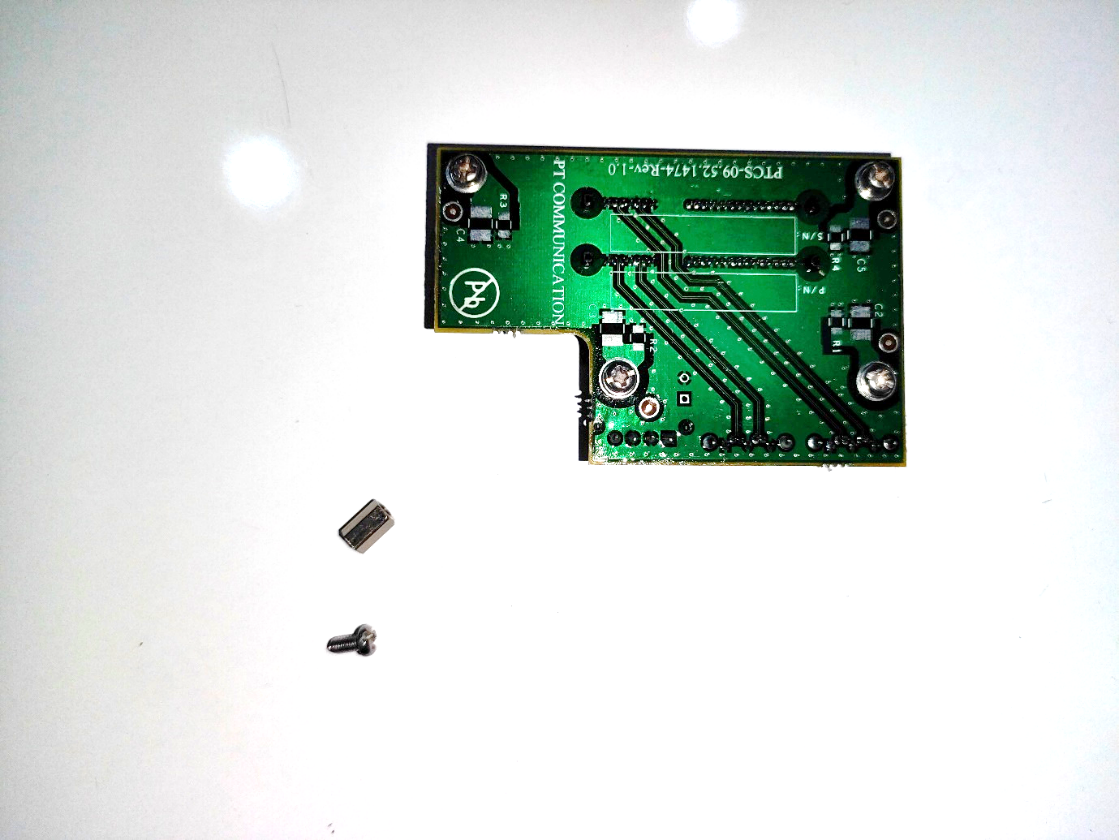 PTCS-09.52.1474-Rev-1.0
PT COMMUNICATION
R3
C4
S/N:
R4
C5
Pb
P/N:
C2
R1
R2